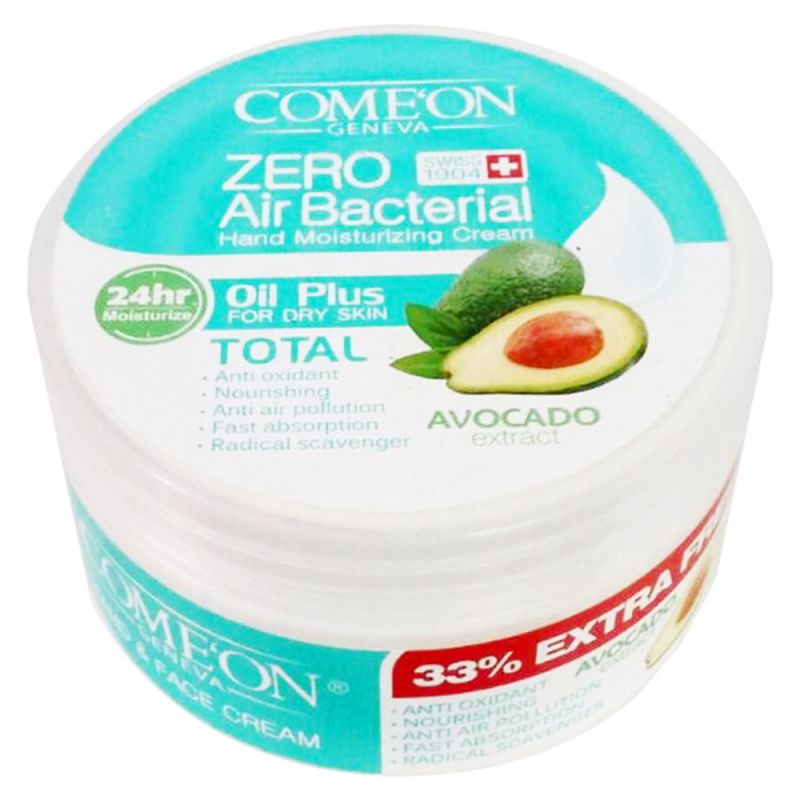 COME'ON
GENEVA
ZERO
SWISS
1904
Air Bacterial
Hand Moisturizing Cream
24hr
Moisturize
Oil Plus
FOR DRY SKIN
TOTAL
· Anti oxidant
· Nourishing
· Anti air pollution
· Fast absorption
· Radical scavenger
AVOCADO
extract
COME'ON
GENEVA
®
& FACE CREAM
33% EXTRA
AVOCADO
extract
· ANTI OXIDANT
· NOURISHING
· ANTI AIR POLLUTION
· FAST ABSORPTION
· RADICAL SCAVENGER